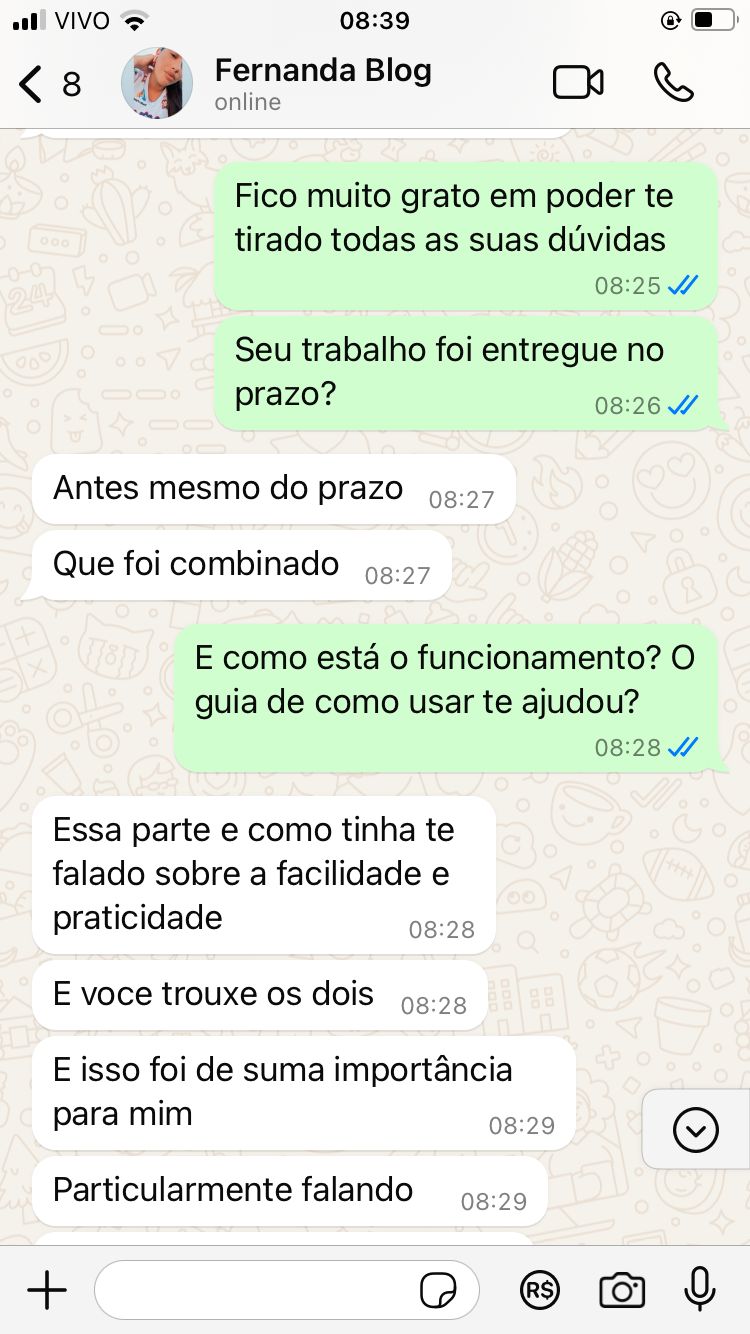 VIVO 08:39
8 Fernanda Blog
online
Fico muito grato em poder te
tirado todas as suas dúvidas
08:25
Seu trabalho foi entregue no
prazo? 08:26
Antes mesmo do prazo 08:27
Que foi combinado 08:27
E como está o funcionamento? O
guia de como usar te ajudou?
08:28
Essa parte e como tinha te
falado sobre a facilidade e
praticidade 08:28
E voce trouxe os dois 08:28
E isso foi de suma importância
para mim 08:29
Particularmente falando 08:29
R$